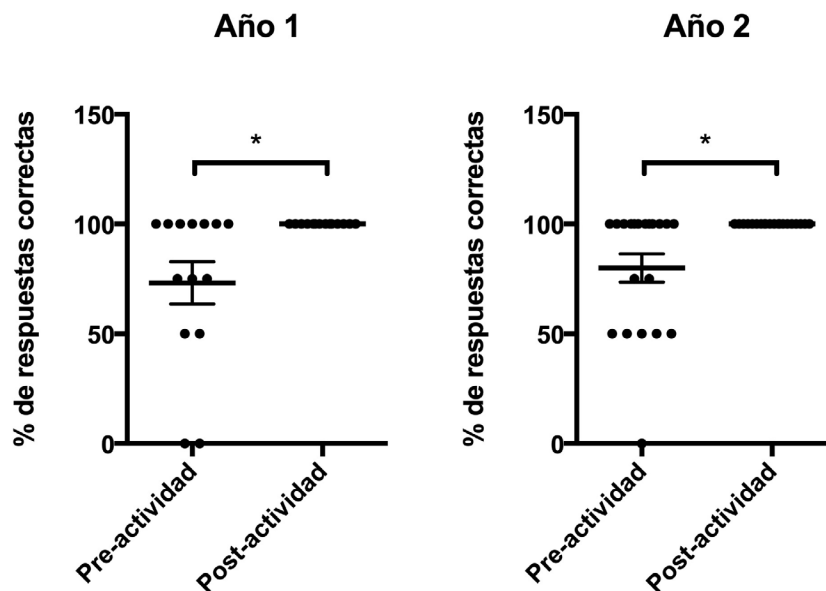 Año 1
% de respuestas correctas
150
100
50
0
*
Pre-actividad
Post-actividad
Año 2
% de respuestas correctas
150
100
50
0
*
Pre-actividad
Post-actividad